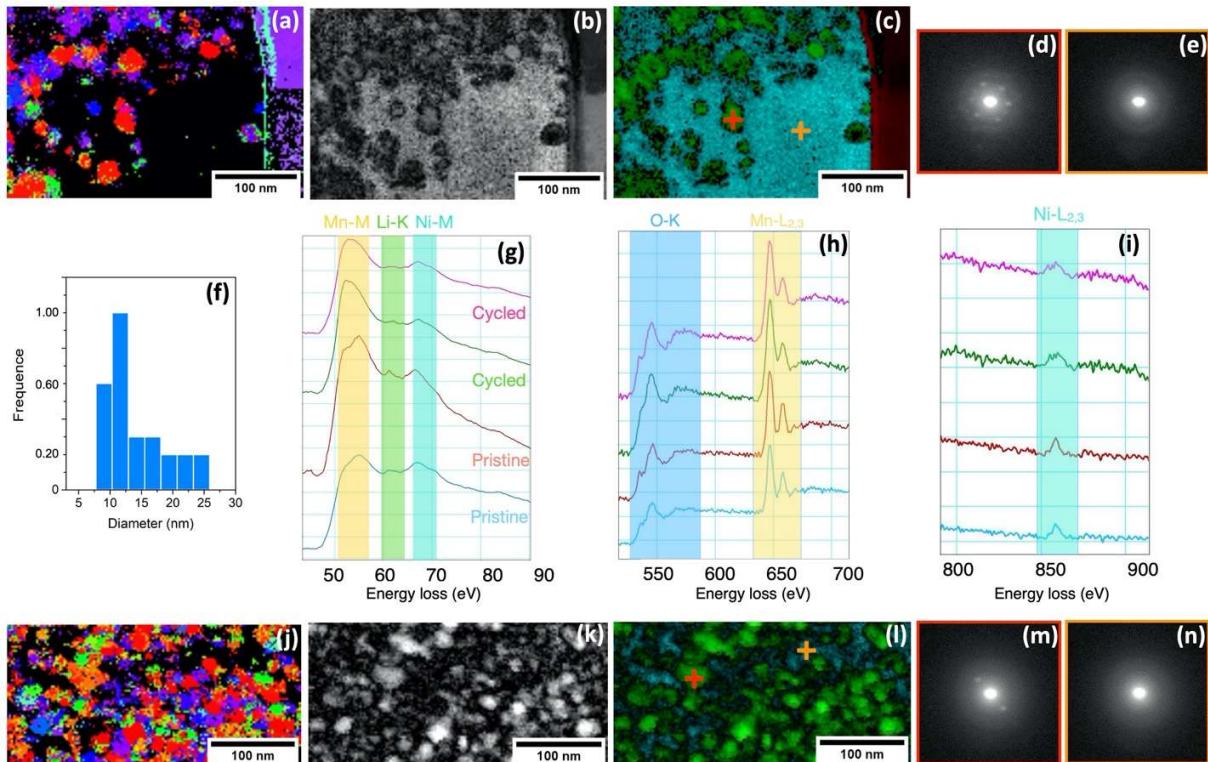 (a)
(b)
(c)
(d)
(e)
100 nm
100 nm
100 nm
(f)
1.00
0.60
0.20
0
Frequence
5 10 15 20 25 30
Diameter (nm)
Mn-M Li-K Ni-M
(g)
Cycled
Cycled
Pristine
Pristine
50 60 70 80 90
Energy loss (eV)
O-K Mn-L2,3
(h)
550 600 650 700
Energy loss (eV)
Ni-L2,3
(i)
800 850 900
Energy loss (eV)
(j)
(k)
(l)
(m)
(n)
100 nm
100 nm
100 nm